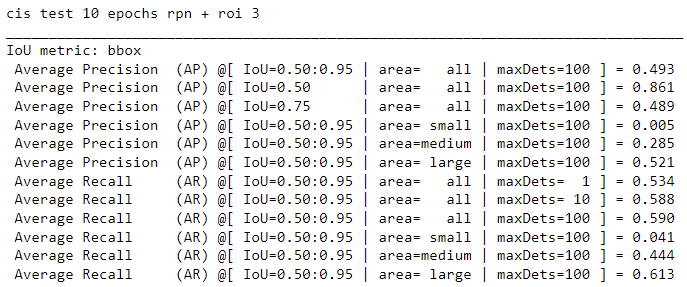 cis test 10 epochs rpn + roi 3
IoU metric: bbox
Average Precision  (AP) @[ IoU=0.50:0.95 | area=   all | maxDets=100 ] = 0.493
Average Precision  (AP) @[ IoU=0.50      | area=   all | maxDets=100 ] = 0.861
Average Precision  (AP) @[ IoU=0.75      | area=   all | maxDets=100 ] = 0.489
Average Precision  (AP) @[ IoU=0.50:0.95 | area= small | maxDets=100 ] = 0.005
Average Precision  (AP) @[ IoU=0.50:0.95 | area=medium | maxDets=100 ] = 0.285
Average Precision  (AP) @[ IoU=0.50:0.95 | area= large | maxDets=100 ] = 0.521
Average Recall     (AR) @[ IoU=0.50:0.95 | area=   all | maxDets=  1 ] = 0.534
Average Recall     (AR) @[ IoU=0.50:0.95 | area=   all | maxDets= 10 ] = 0.588
Average Recall     (AR) @[ IoU=0.50:0.95 | area=   all | maxDets=100 ] = 0.590
Average Recall     (AR) @[ IoU=0.50:0.95 | area= small | maxDets=100 ] = 0.041
Average Recall     (AR) @[ IoU=0.50:0.95 | area=medium | maxDets=100 ] = 0.444
Average Recall     (AR) @[ IoU=0.50:0.95 | area= large | maxDets=100 ] = 0.613